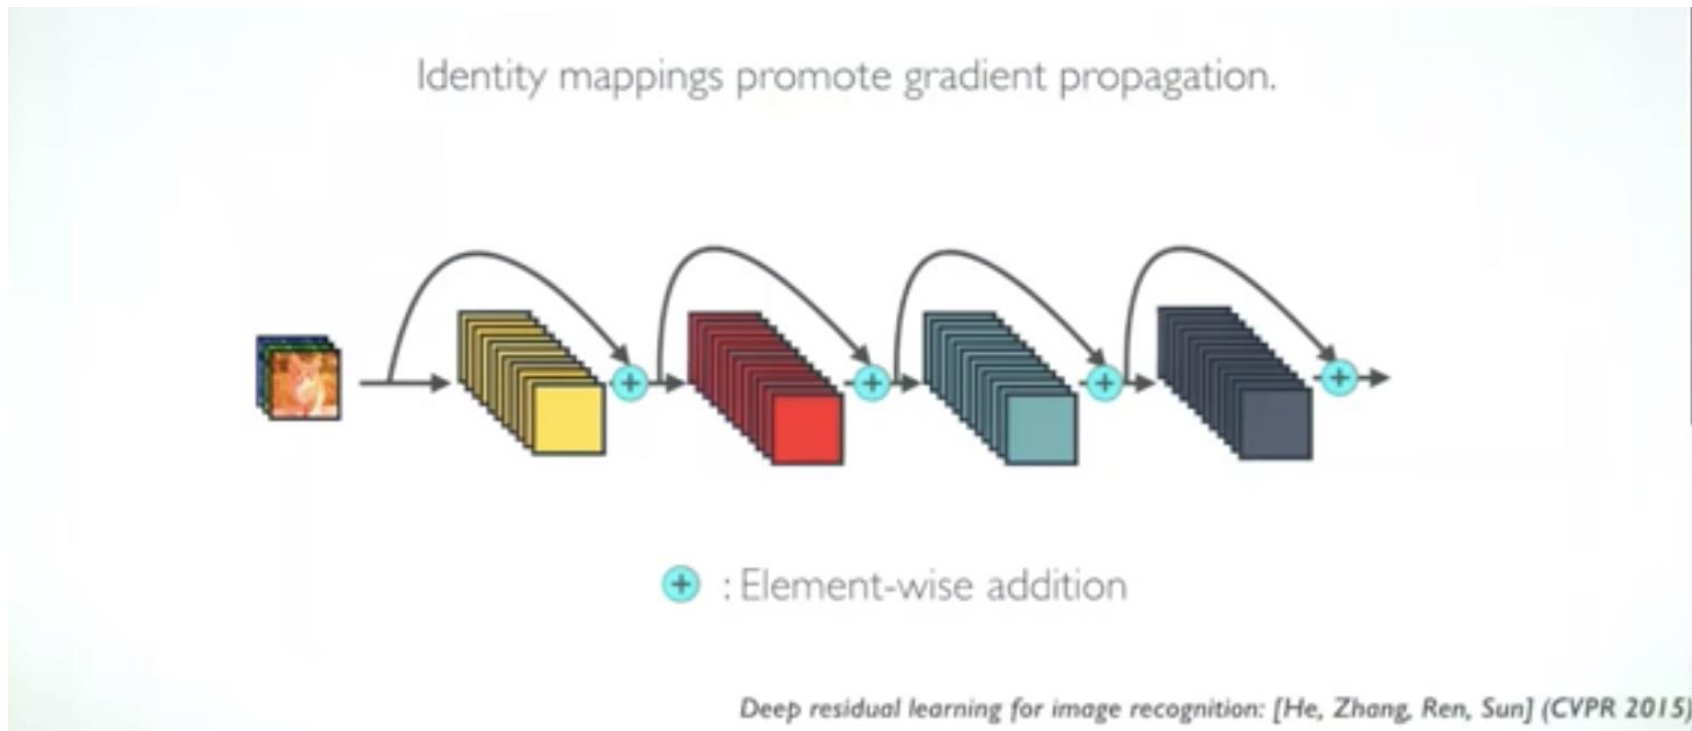 Identity mappings promote gradient propagation.
+ : Element-wise addition
Deep residual learning for image recognition: [He, Zhang, Ren, Sun] (CVPR 2015)